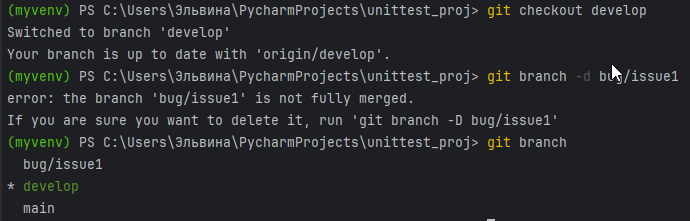 (myvenv) PS C:\Users\Эльвина\PycharmProjects\unittest_proj> git checkout develop
Switched to branch 'develop'
Your branch is up to date with 'origin/develop'.
(myvenv) PS C:\Users\Эльвина\PycharmProjects\unittest_proj> git branch -d bug/issue1
error: the branch 'bug/issue1' is not fully merged.
If you are sure you want to delete it, run 'git branch -D bug/issue1'
(myvenv) PS C:\Users\Эльвина\PycharmProjects\unittest_proj> git branch
  bug/issue1
* develop
  main